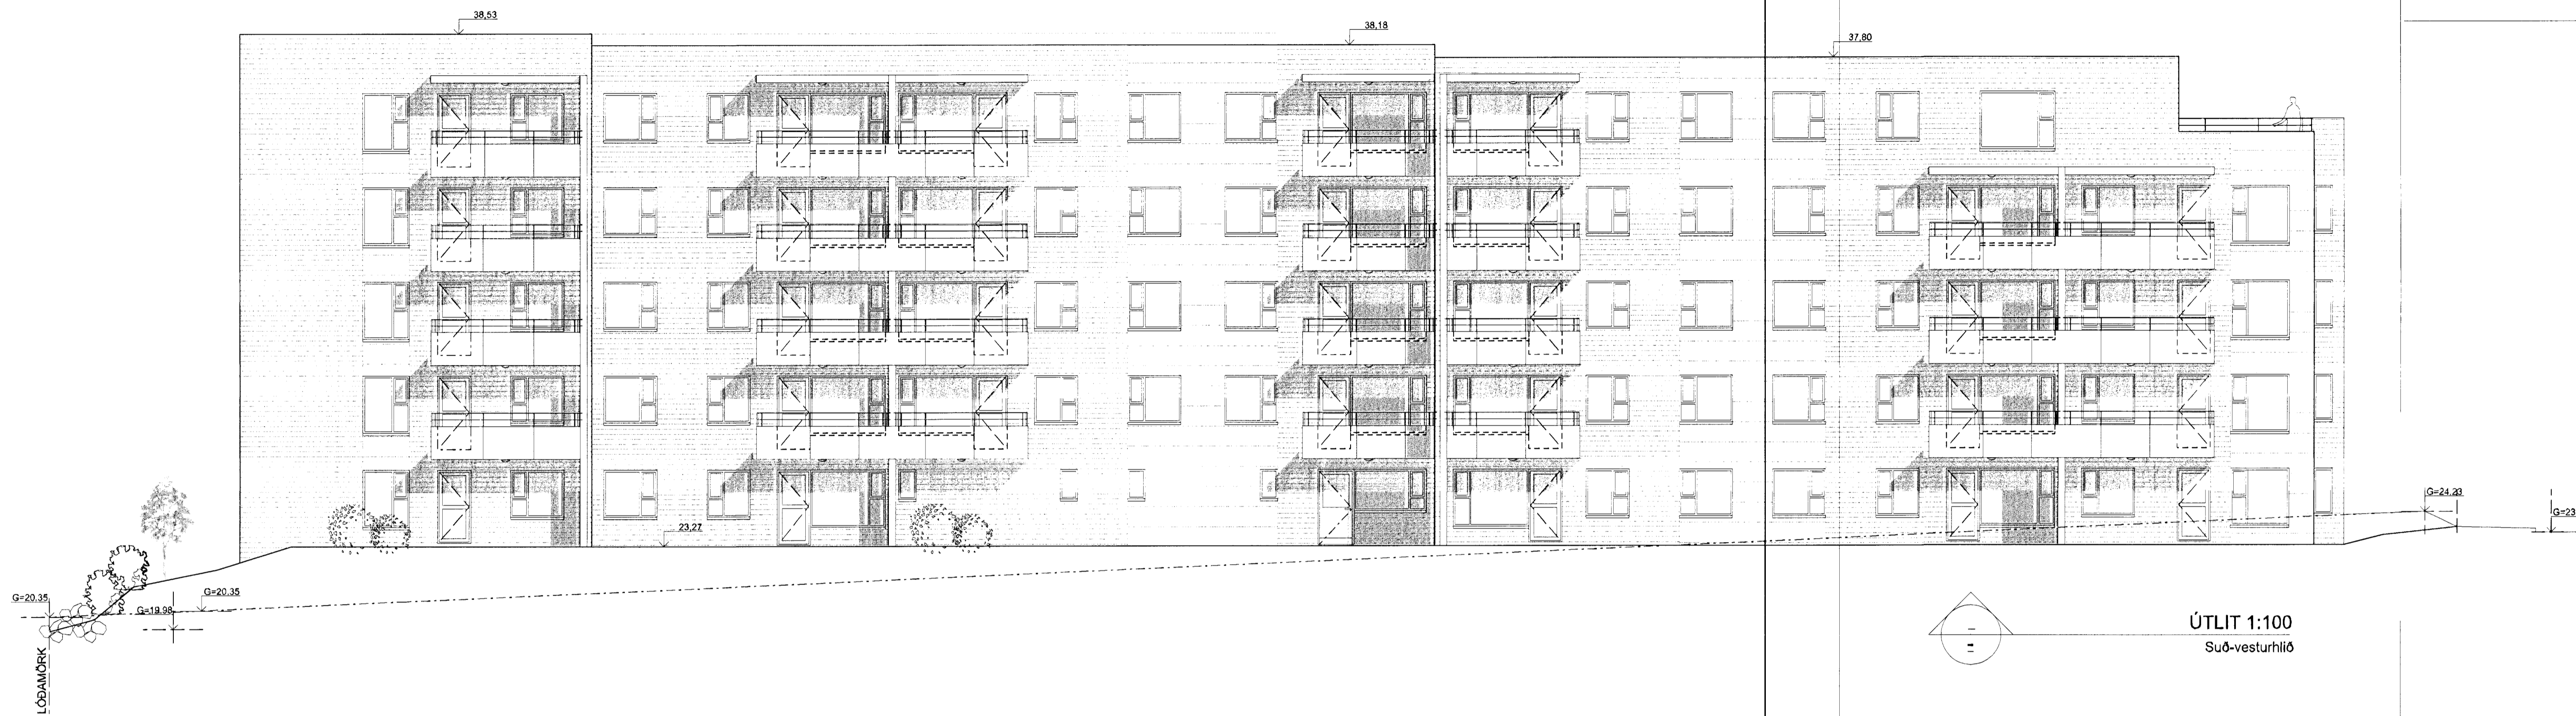 38,53
38,18
37,80
23,27
G=24.23
G=23
G=20.35
G=19.98
G=20.35
LÓÐAMÖRK
ÚTLIT 1:100
Suð-vesturhlið